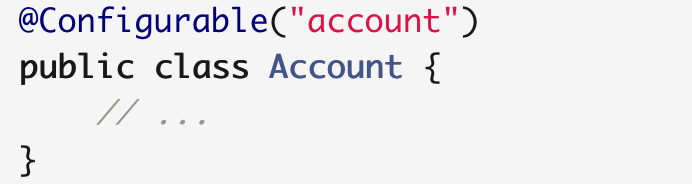 @Configurable("account")
public class Account {
    // ...
}